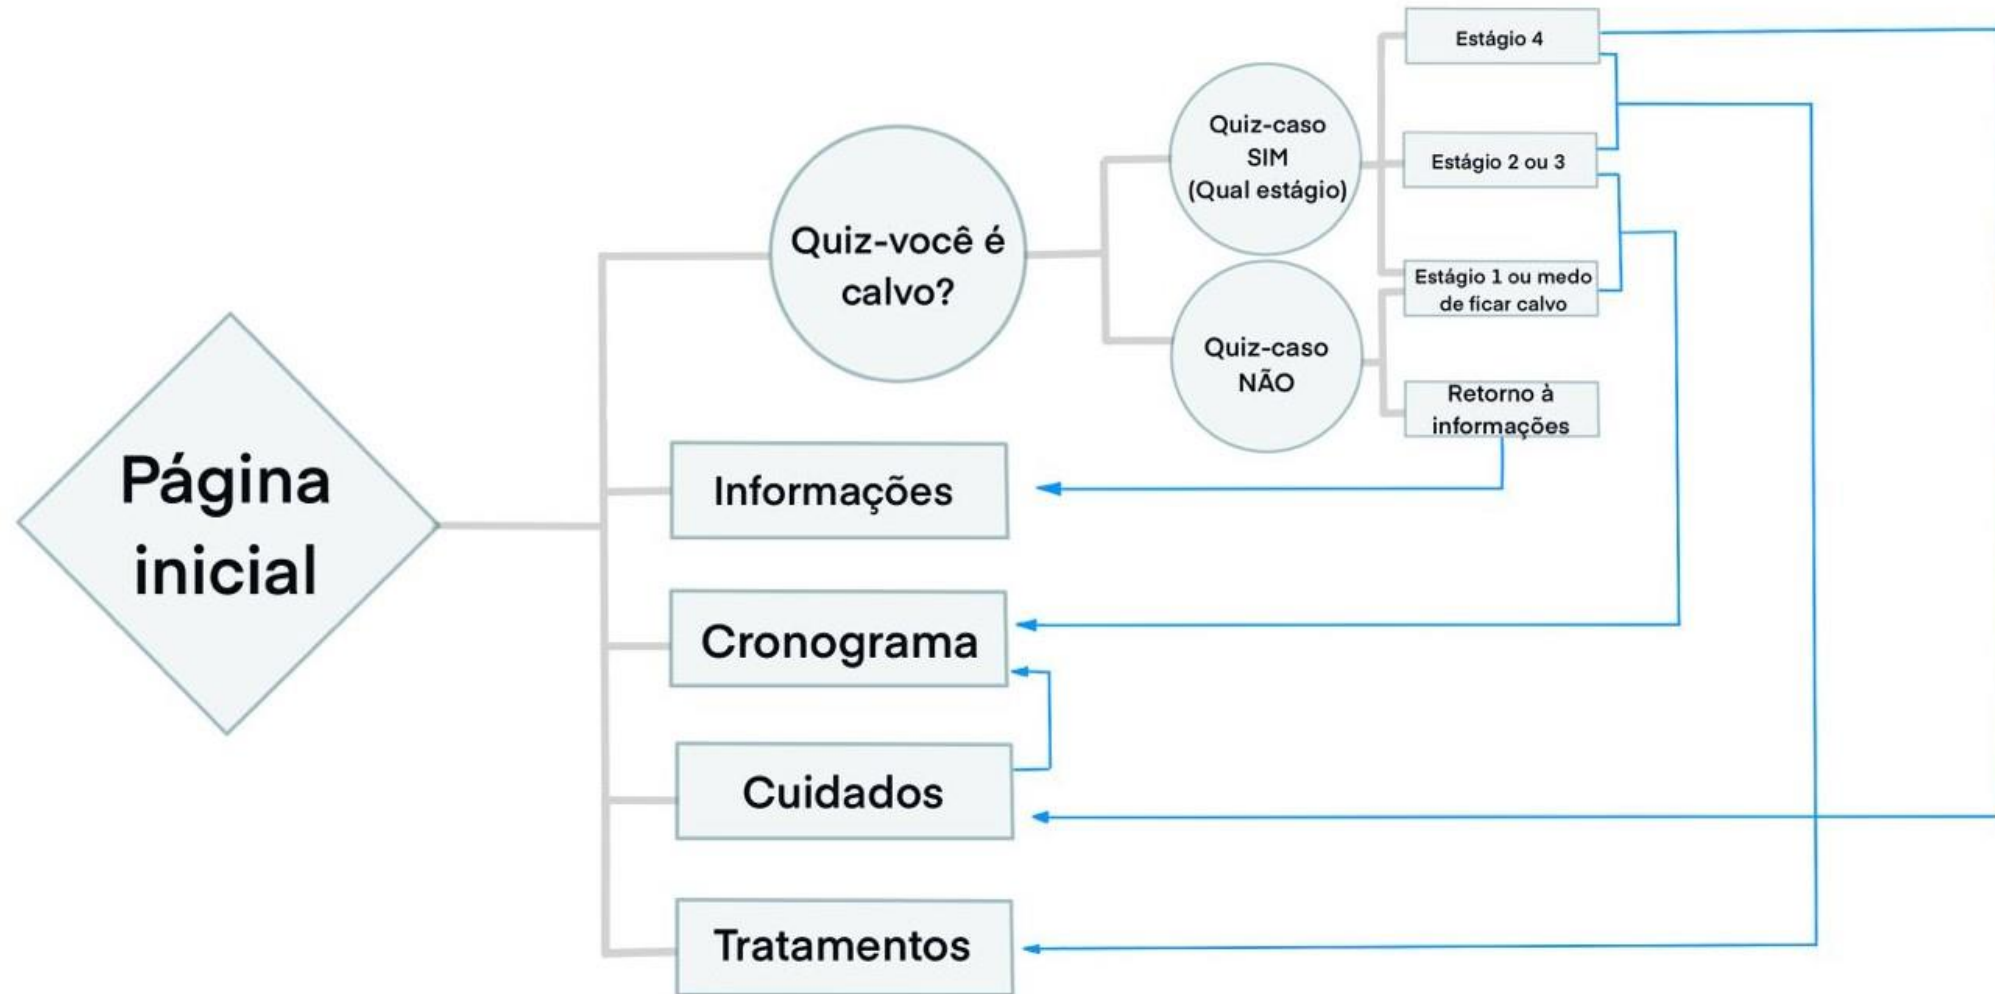 Página
inicial
Quiz-você é
calvo?
Quiz-caso
SIM
(Qual estágio)
Quiz-caso
NÃO
Estágio 4
Estágio 2 ou 3
Estágio 1 ou medo
de ficar calvo
Retorno à
informações
Informações
Cronograma
Cuidados
Tratamentos